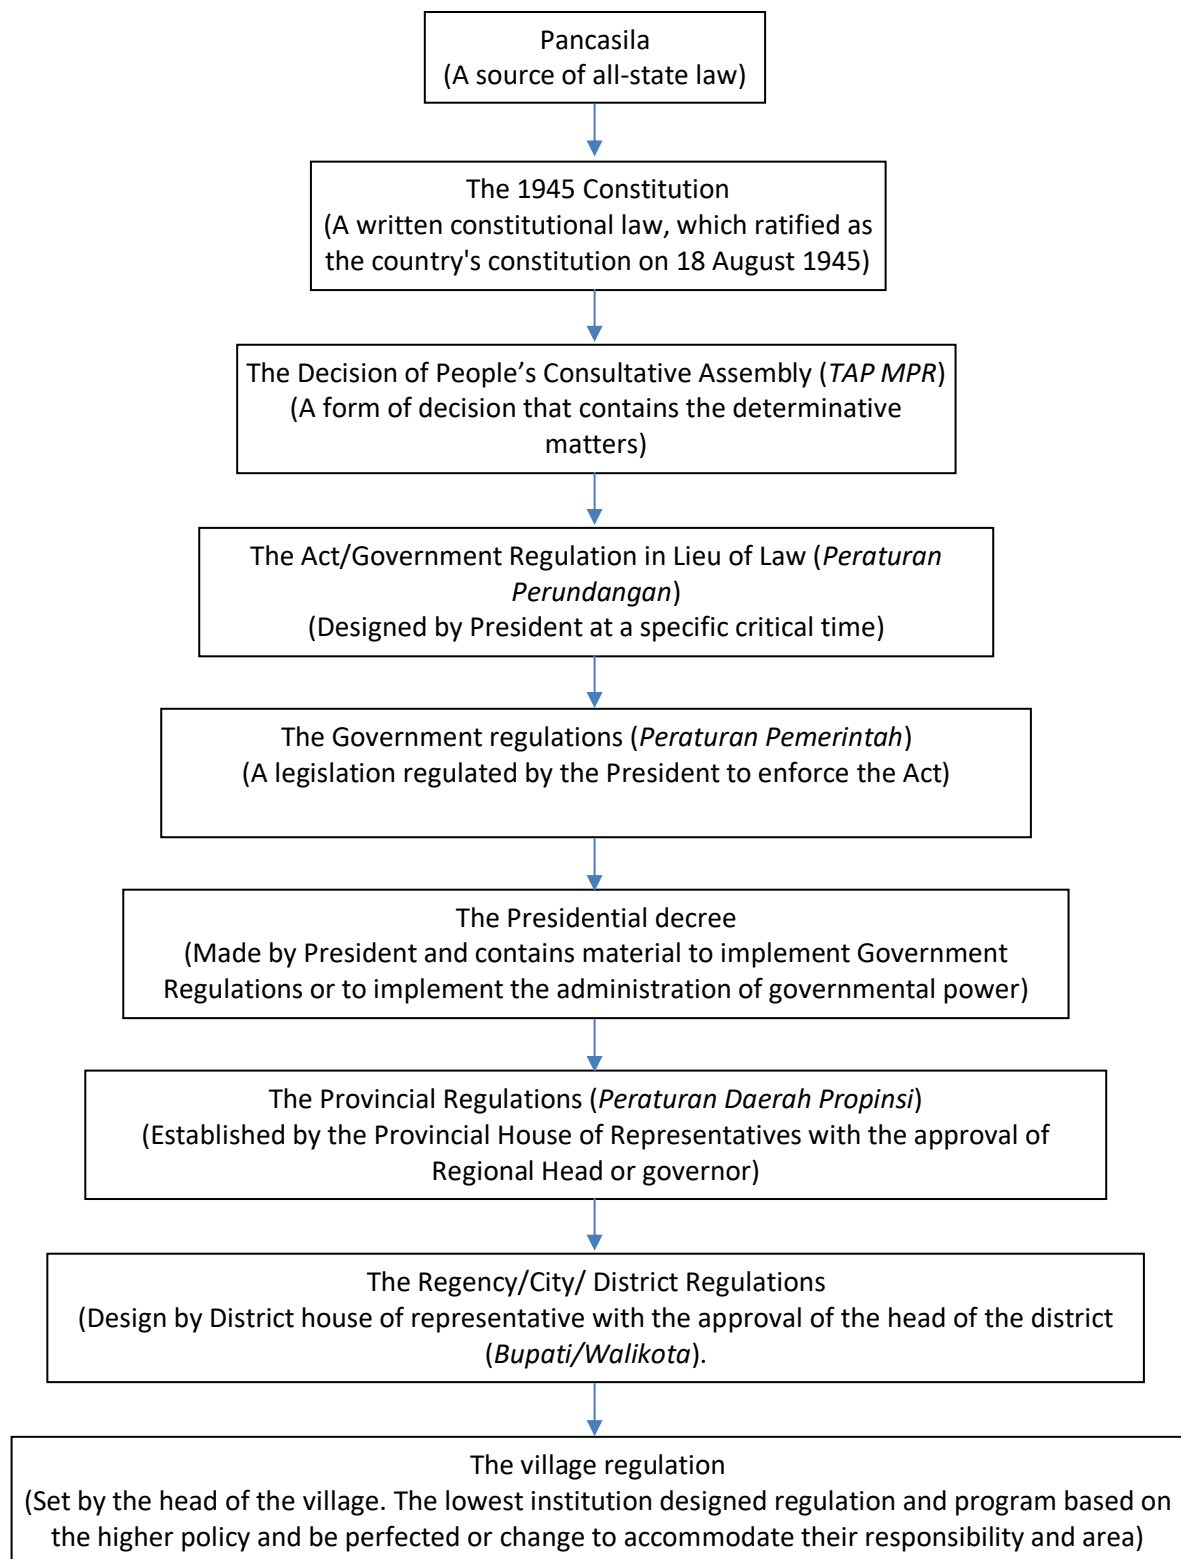 Pancasila
(A source of all-state law)
The 1945 Constitution
(A written constitutional law, which ratified as
the country's constitution on 18 August 1945)
The Decision of People’s Consultative Assembly (TAP MPR)
(A form of decision that contains the determinative
matters)
The Act/Government Regulation in Lieu of Law (Peraturan
Perundangan)
(Designed by President at a specific critical time)
The Government regulations (Peraturan Pemerintah)
(A legislation regulated by the President to enforce the Act)
The Presidential decree
(Made by President and contains material to implement Government
Regulations or to implement the administration of governmental power)
The Provincial Regulations (Peraturan Daerah Propinsi)
(Established by the Provincial House of Representatives with the approval of
Regional Head or governor)
The Regency/City/ District Regulations
(Design by District house of representative with the approval of the head of the district
(Bupati/Walikota).
The village regulation
(Set by the head of the village. The lowest institution designed regulation and program based on
the higher policy and be perfected or change to accommodate their responsibility and area)